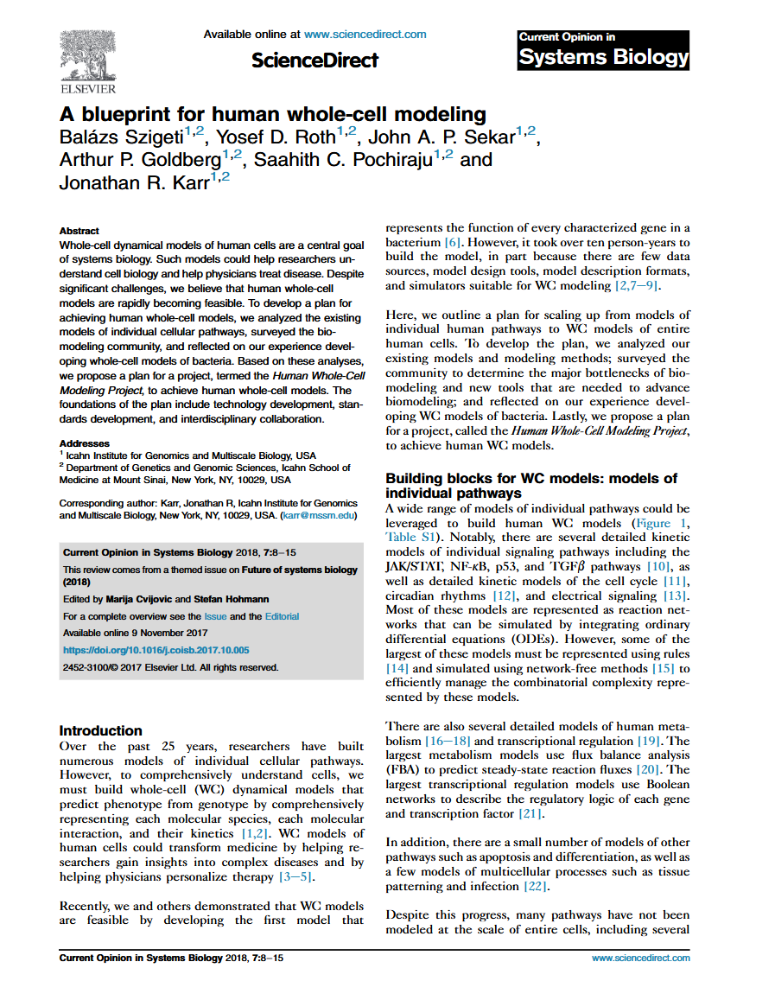 Available online at www.sciencedirect.com
ScienceDirect
Current Opinion in
Systems Biology
ELSEVIER
A blueprint for human whole-cell modeling
Balázs Szigeti1,2, Yosef D. Roth1,2, John A. P. Sekar1,2,
Arthur P. Goldberg1,2, Saahith C. Pochiraju1,2 and
Jonathan R. Karr1,2
Abstract
Whole-cell dynamical models of human cells are a central goal
of systems biology. Such models could help researchers un-
derstand cell biology and help physicians treat disease. Despite
significant challenges, we believe that human whole-cell
models are rapidly becoming feasible. To develop a plan for
achieving human whole-cell models, we analyzed the existing
models of individual cellular pathways, surveyed the bio-
modeling community, and reflected on our experience devel-
oping whole-cell models of bacteria. Based on these analyses,
we propose a plan for a project, termed the Human Whole-Cell
Modeling Project, to achieve human whole-cell models. The
foundations of the plan include technology development, stan-
dards development, and interdisciplinary collaboration.
Addresses
1 Icahn Institute for Genomics and Multiscale Biology, USA
2 Department of Genetics and Genomic Sciences, Icahn School of
Medicine at Mount Sinai, New York, NY, 10029, USA
Corresponding author: Karr, Jonathan R, Icahn Institute for Genomics
and Multiscale Biology, New York, NY, 10029, USA. (karr@mssm.edu)
Current Opinion in Systems Biology 2018, 7:8–15
This review comes from a themed issue on Future of systems biology
(2018)
Edited by Marija Cvijovic and Stefan Hohmann
For a complete overview see the Issue and the Editorial
Available online 9 November 2017
https://doi.org/10.1016/j.coisb.2017.10.005
2452-3100/© 2017 Elsevier Ltd. All rights reserved.
Introduction
Over the past 25 years, researchers have built
numerous models of individual cellular pathways.
However, to comprehensively understand cells, we
must build whole-cell (WC) dynamical models that
predict phenotype from genotype by comprehensively
representing each molecular species, each molecular
interaction, and their kinetics [1,2]. WC models of
human cells could transform medicine by helping re-
searchers gain insights into complex diseases and by
helping physicians personalize therapy [3–5].
Recently, we and others demonstrated that WC models
are feasible by developing the first model that
represents the function of every characterized gene in a
bacterium [6]. However, it took over ten person-years to
build the model, in part because there are few data
sources, model design tools, model description formats,
and simulators suitable for WC modeling [2,7–9].
Here, we outline a plan for scaling up from models of
individual human pathways to WC models of entire
human cells. To develop the plan, we analyzed our
existing models and modeling methods; surveyed the
community to determine the major bottlenecks of bio-
modeling and new tools that are needed to advance
biomodeling; and reflected on our experience devel-
oping WC models of bacteria. Lastly, we propose a plan
for a project, called the Human Whole-Cell Modeling Project,
to achieve human WC models.
Building blocks for WC models: models of
individual pathways
A wide range of models of individual pathways could be
leveraged to build human WC models (Figure 1,
Table S1). Notably, there are several detailed kinetic
models of individual signaling pathways including the
JAK/STAT, NF-κB, p53, and TGFβ pathways [10], as
well as detailed kinetic models of the cell cycle [11],
circadian rhythms [12], and electrical signaling [13].
Most of these models are represented as reaction net-
works that can be simulated by integrating ordinary
differential equations (ODEs). However, some of the
largest of these models must be represented using rules
[14] and simulated using network-free methods [15] to
efficiently manage the combinatorial complexity repre-
sented by these models.
There are also several detailed models of human meta-
bolism [16–18] and transcriptional regulation [19]. The
largest metabolism models use flux balance analysis
(FBA) to predict steady-state reaction fluxes [20]. The
largest transcriptional regulation models use Boolean
networks to describe the regulatory logic of each gene
and transcription factor [21].
In addition, there are a small number of models of other
pathways such as apoptosis and differentiation, as well as
a few models of multicellular processes such as tissue
patterning and infection [22].
Despite this progress, many pathways have not been
modeled at the scale of entire cells, including several
Current Opinion in Systems Biology 2018, 7:8–15
www.sciencedirect.com